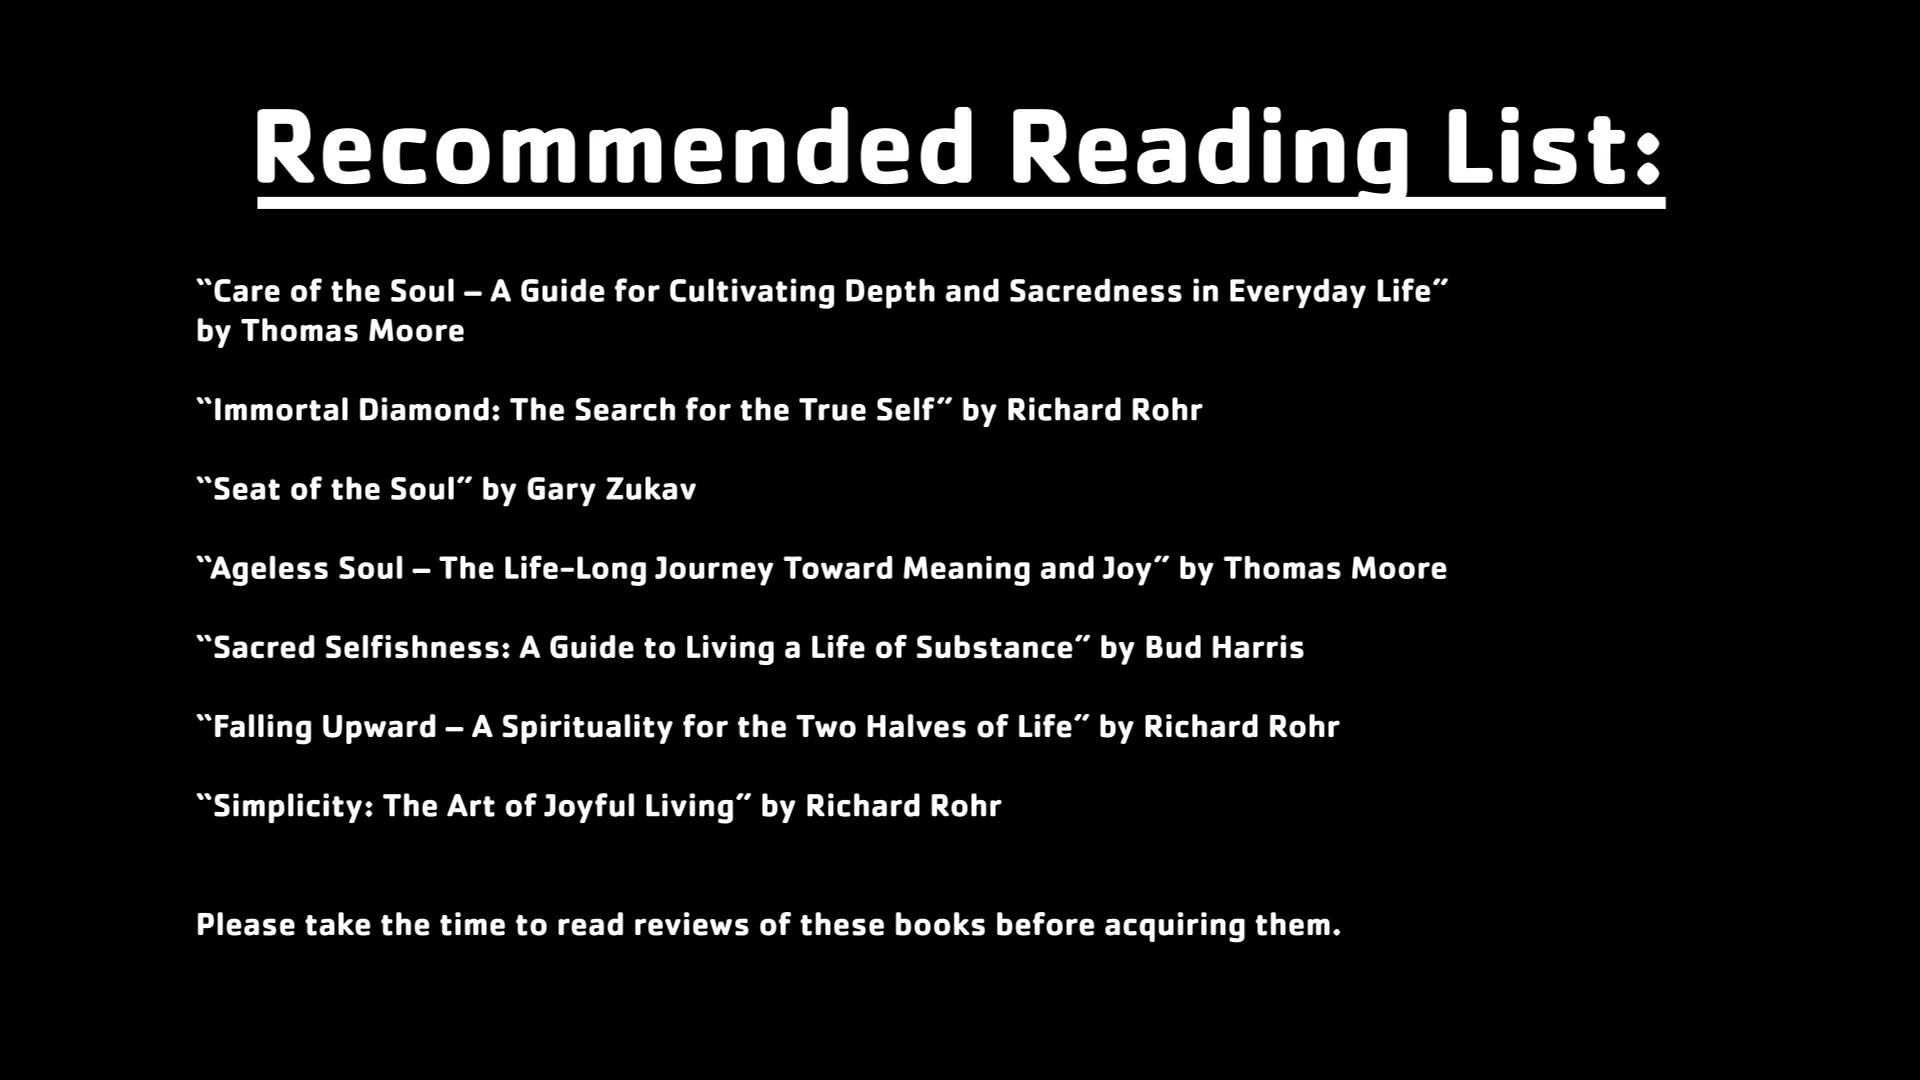 Recommended Reading List:
“Care of the Soul – A Guide for Cultivating Depth and Sacredness in Everyday Life”
by Thomas Moore
“Immortal Diamond: The Search for the True Self” by Richard Rohr
“Seat of the Soul” by Gary Zukav
“Ageless Soul – The Life-Long Journey Toward Meaning and Joy” by Thomas Moore
“Sacred Selfishness: A Guide to Living a Life of Substance” by Bud Harris
“Falling Upward – A Spirituality for the Two Halves of Life” by Richard Rohr
“Simplicity: The Art of Joyful Living” by Richard Rohr
Please take the time to read reviews of these books before acquiring them.